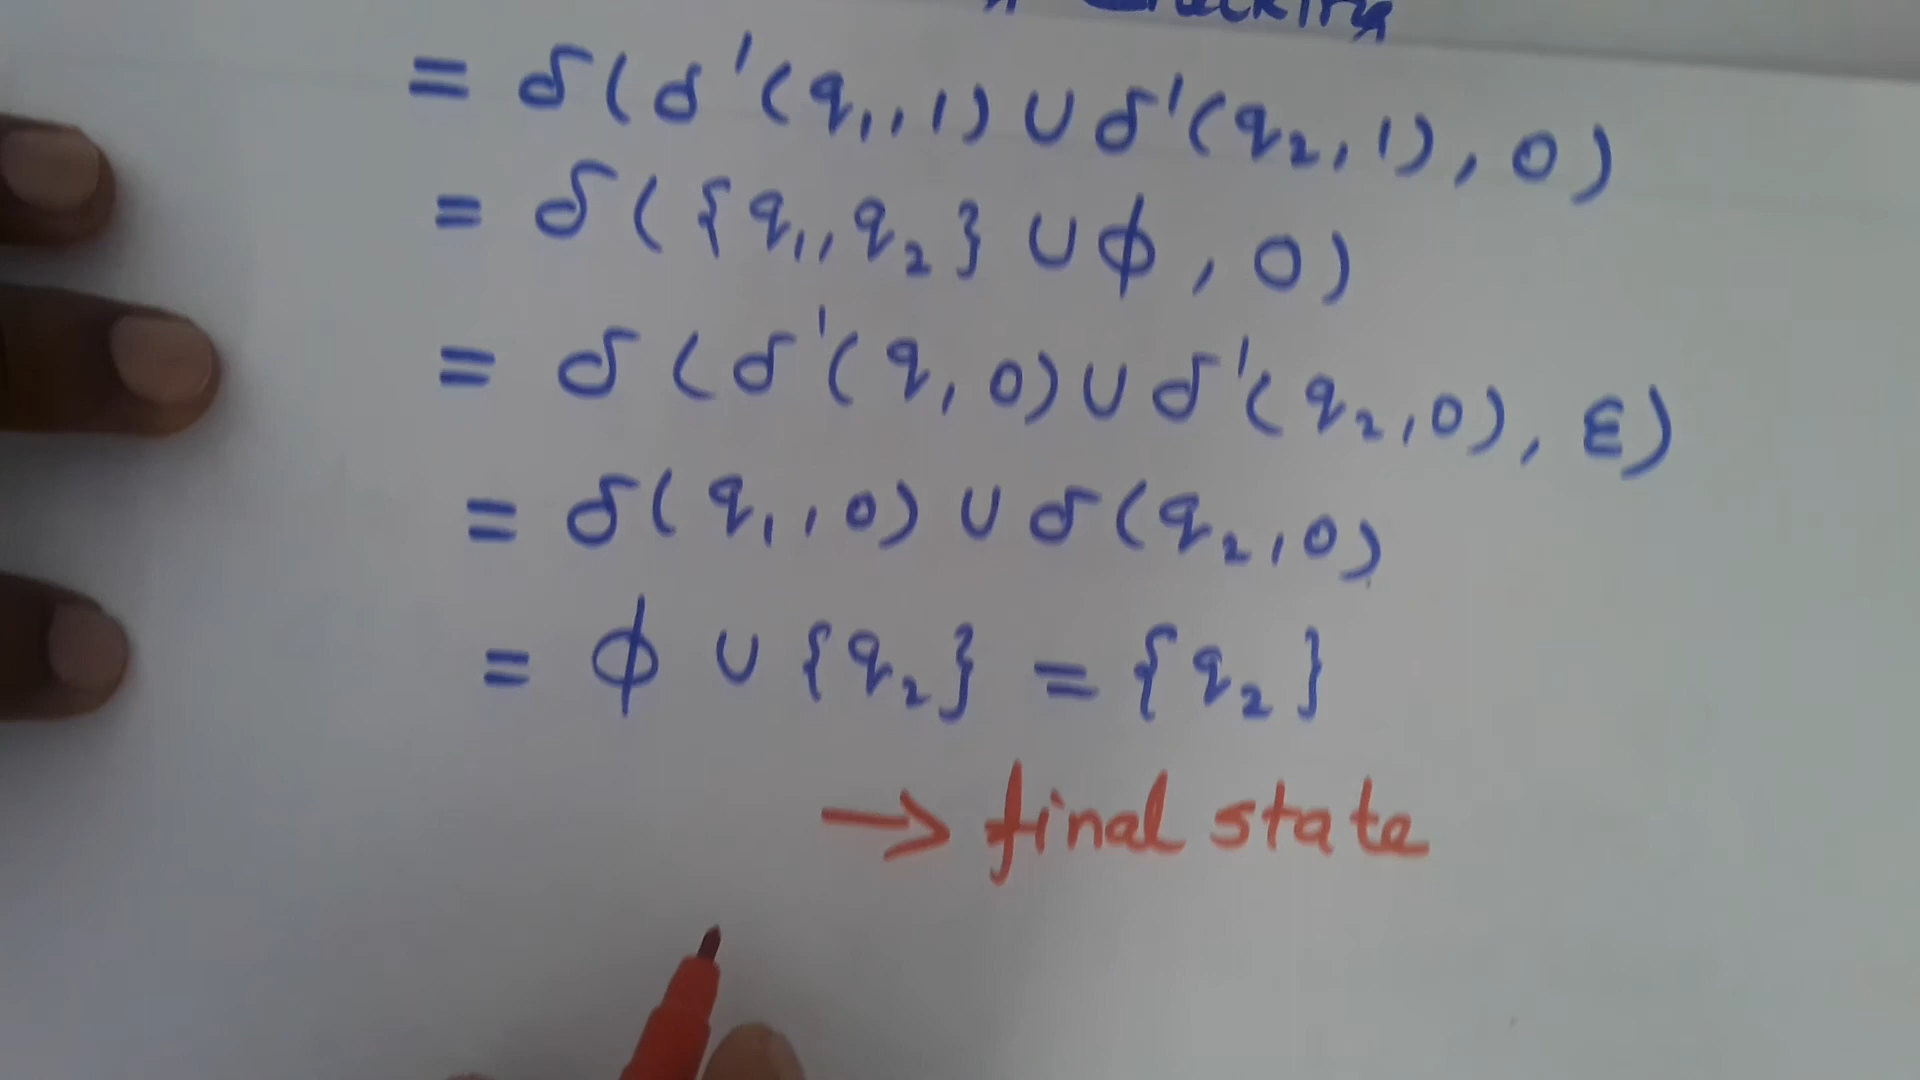 Checking
= δ(δ'(q₁,1) ∪ δ'(q₂,1), 0)
= δ({q₁,q₂} ∪ ϕ, 0)
= δ(δ'(q,0) ∪ δ'(q₂,0), ε)
= δ(q₁,0) ∪ δ(q₂,0)
= ϕ ∪ {q₂} = {q₂}
→ final state